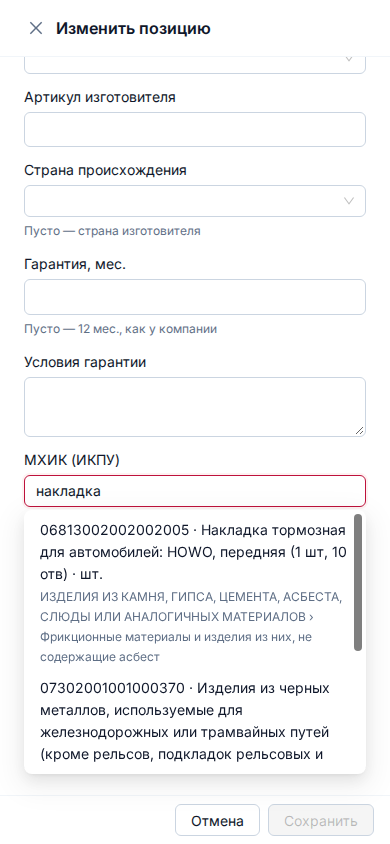 Изменить позицию
Артикул изготовителя
Страна происхождения
Пусто — страна изготовителя
Гарантия, мес.
Пусто — 12 мес., как у компании
Условия гарантии
МХИК (ИКПУ)
накладка
06813002002002005 · Накладка тормозная
для автомобилей: HOWO, передняя (1 шт, 10
отв) · шт.
ИЗДЕЛИЯ ИЗ КАМНЯ, ГИПСА, ЦЕМЕНТА, АСБЕСТА,
СЛЮДЫ ИЛИ АНАЛОГИЧНЫХ МАТЕРИАЛОВ ›
Фрикционные материалы и изделия из них, не
содержащие асбест
07302001001000370 · Изделия из черных
металлов, используемые для
железнодорожных или трамвайных путей
(кроме рельсов, подкладок рельсовых и
Отмена
Сохранить